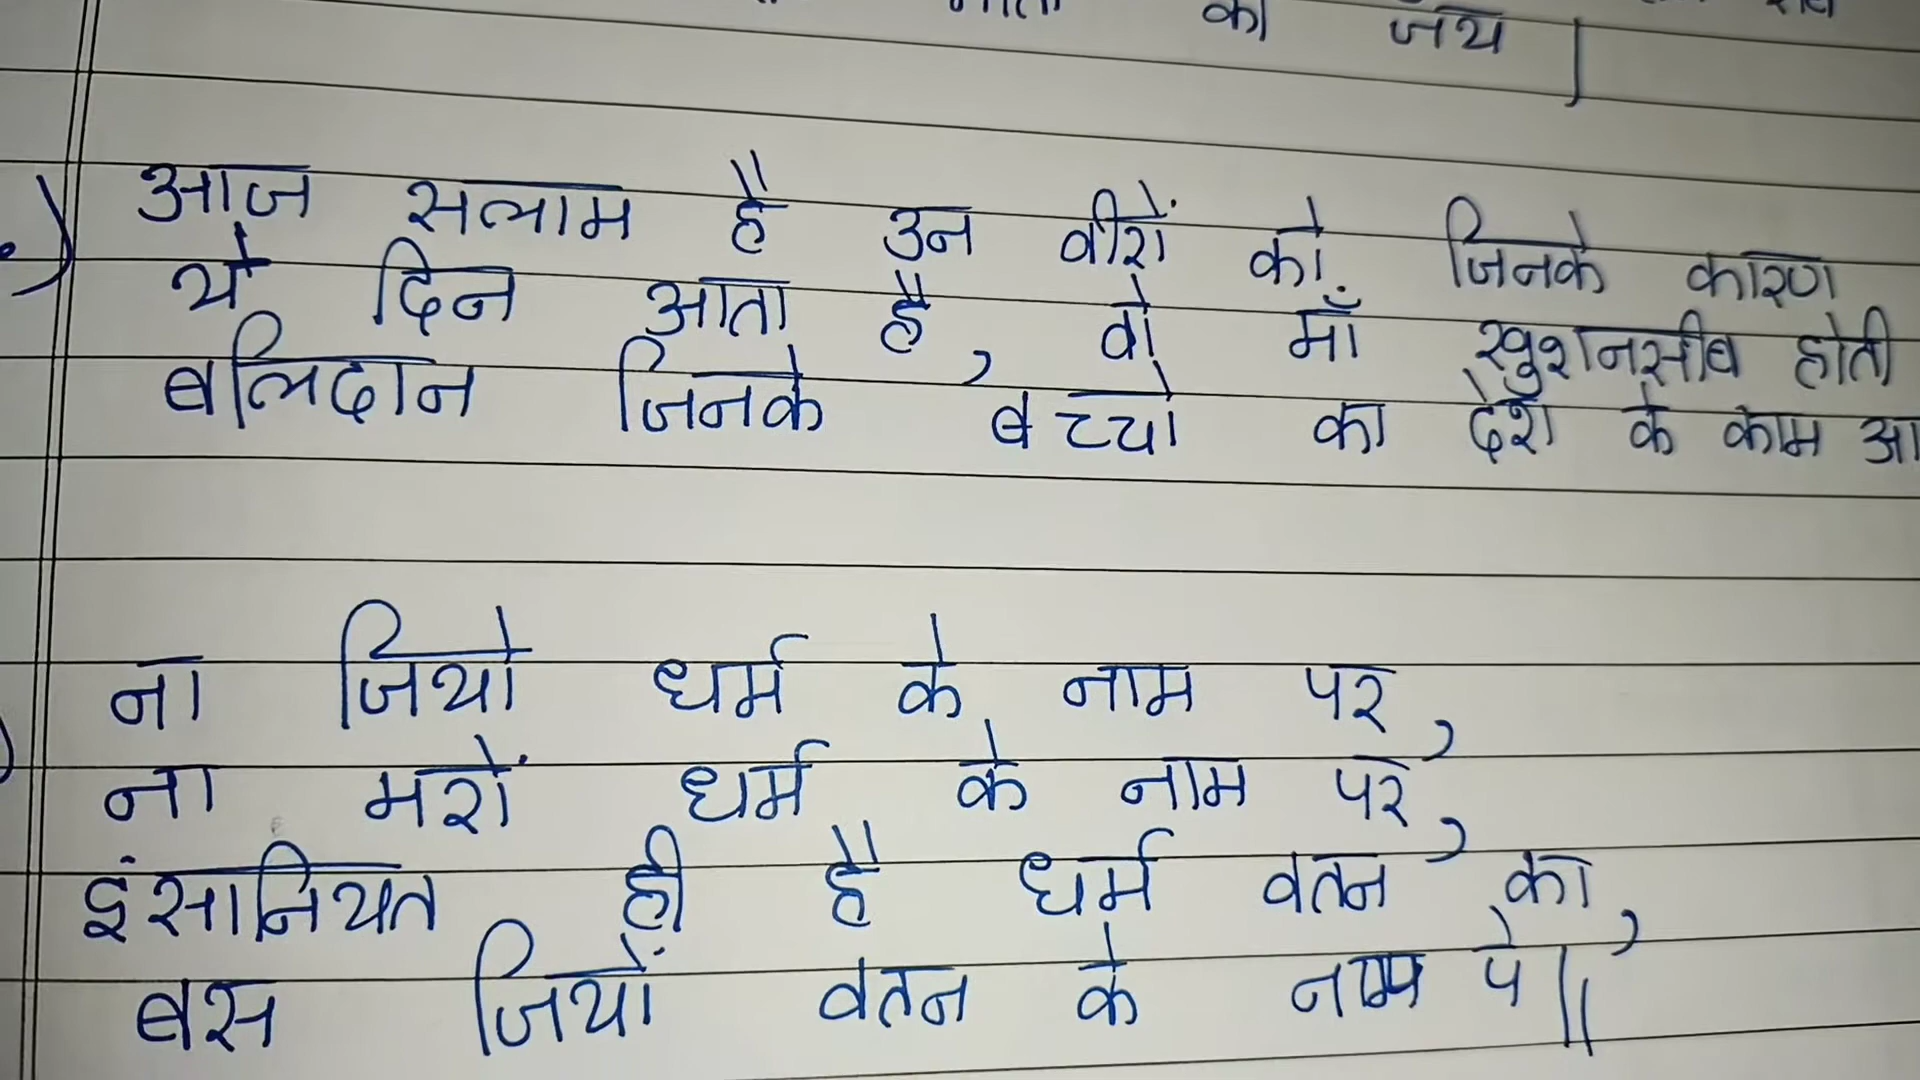 की जय |
आज सलाम है उन वीरों को जिनके कारण
ये दिन आता है, वो माँ खुशनसीब होती
बलिदान जिनके बच्चो का देश के काम आ
ना जियो धर्म के नाम पर,
ना मरों धर्म के नाम पर,
इंसानियत ही है धर्म वतन का,
बस जियों वतन के नाम पे ||